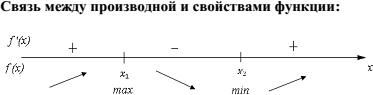 Связь между производной и свойствами функции:
f'(x) + − +
f(x) x₁ x₂ x
max min